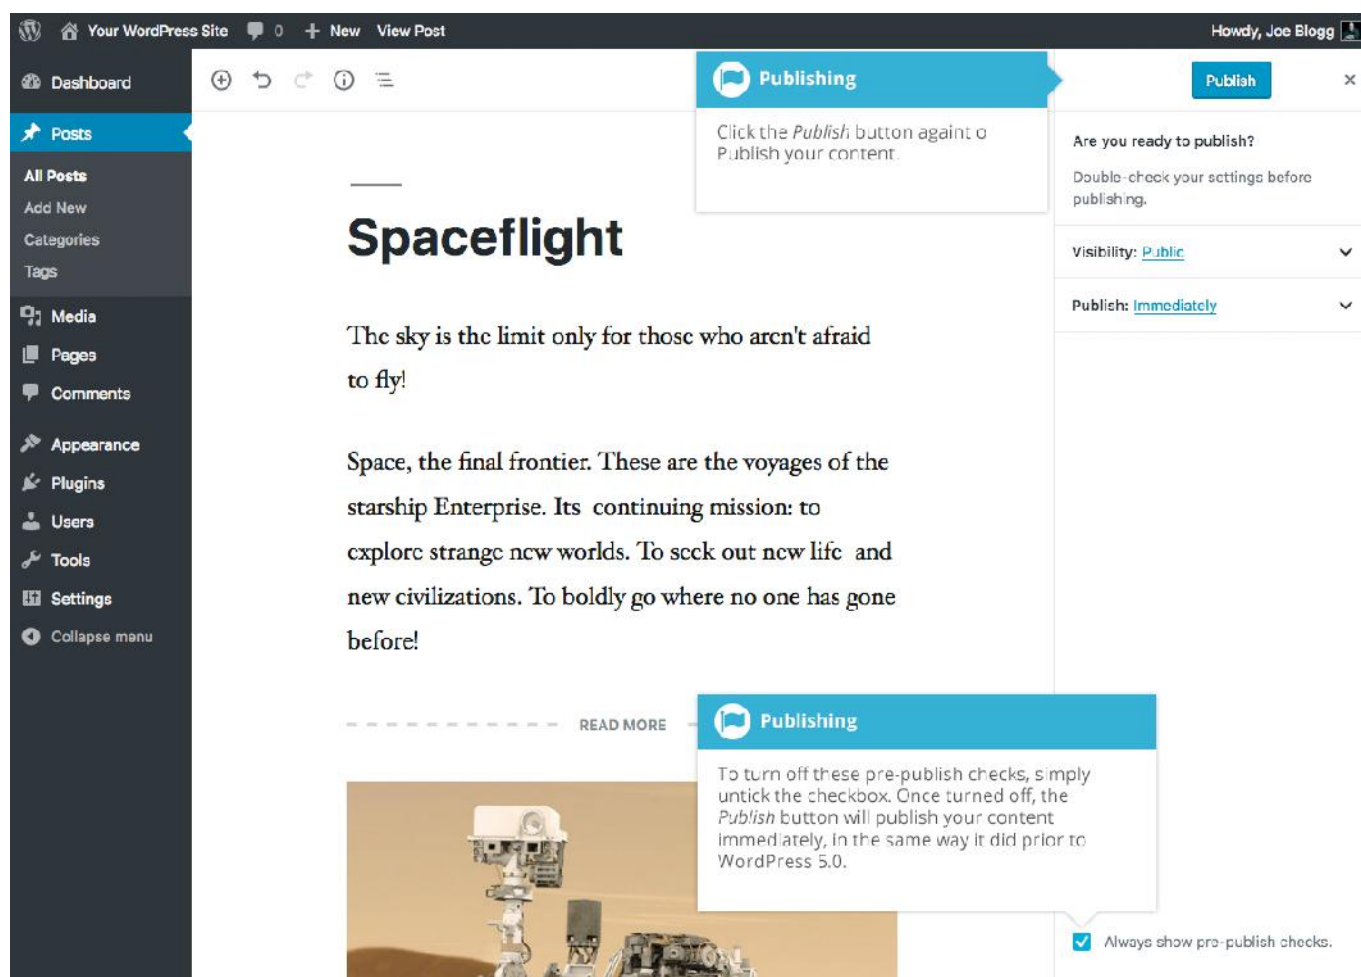 Your WordPress Site 0 New View Post Howdy, Joe Blogg
Dashboard
Posts
All Posts
Add New
Categories
Tags
Media
Pages
Comments
Appearance
Plugins
Users
Tools
Settings
Collapse menu
Spaceflight
The sky is the limit only for those who aren't afraid
to fly!
Space, the final frontier. These are the voyages of the
starship Enterprise. Its continuing mission: to
explore strange new worlds. To seek out new life and
new civilizations. To boldly go where no one has gone
before!
READ MORE
Publishing
Click the Publish button againt o
Publish your content.
Publish
Are you ready to publish?
Double-check your settings before
publishing.
Visibility: Public
Publish: Immediately
Publishing
To turn off these pre-publish checks, simply
untick the checkbox. Once turned off, the
Publish button will publish your content
immediately, in the same way it did prior to
WordPress 5.0.
Always show pre-publish checks.